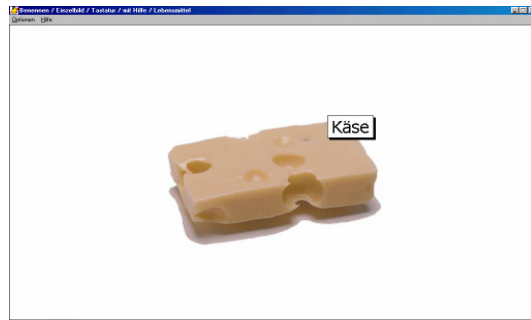 Benennen / Einzelbild / Tastatur / mit Hilfe / Lebensmittel
Optionen Hilfe
Käse